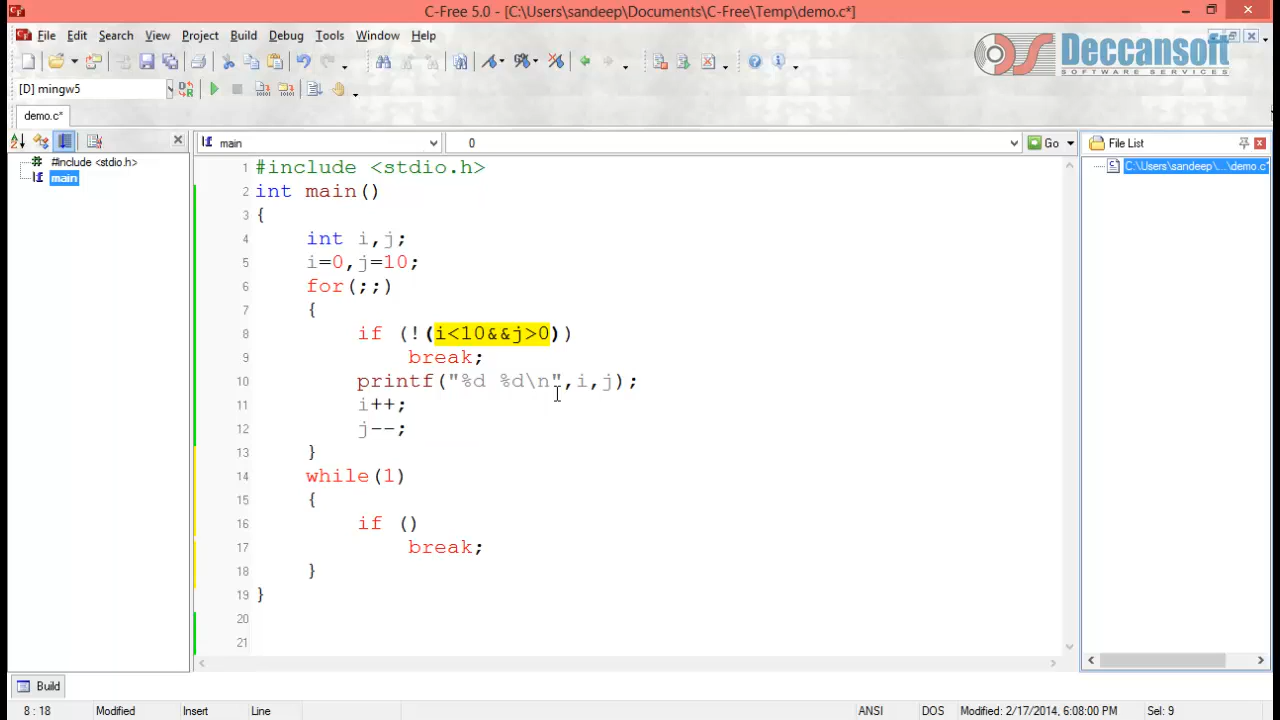 C-Free 5.0 - [C:\Users\sandeep\Documents\C-Free\Temp\demo.c*]
File Edit Search View Project Build Debug Tools Window Help
Deccansoft
SOFTWARE SERVICES
[D] mingw5
demo.c*
main
0
Go
File List
#include <stdio.h>
main
C:\Users\sandeep\...\demo.c*
1 #include <stdio.h>
2 int main()
3 {
4 int i,j;
5 i=0,j=10;
6 for(;;)
7 {
8 if (!(i<10&&j>0))
9 break;
10 printf("%d %d\n",i,j);
11 i++;
12 j--;
13 }
14 while(1)
15 {
16 if ()
17 break;
18 }
19 }
20
21
Build
8 : 18 Modified Insert Line ANSI DOS Modified: 2/17/2014, 6:08:00 PM Sel: 9